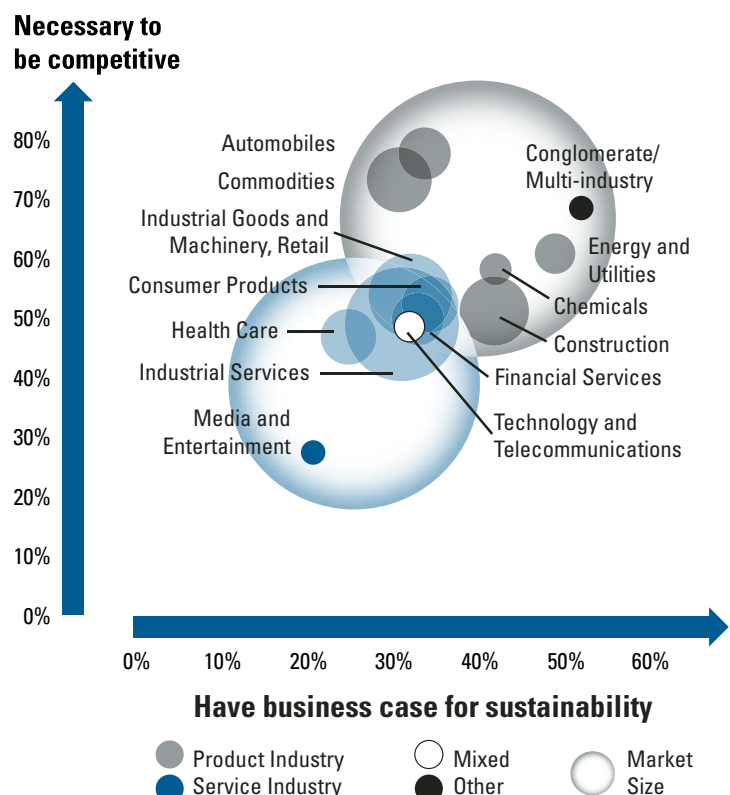 Necessary to
be competitive
80%
70%
60%
50%
40%
30%
20%
10%
0%
Automobiles
Commodities
Industrial Goods and
Machinery, Retail
Consumer Products
Health Care
Industrial Services
Media and
Entertainment
Conglomerate/
Multi-industry
Energy and
Utilities
Chemicals
Construction
Financial Services
Technology and
Telecommunications
0%
10%
20%
30%
40%
50%
60%
Have business case for sustainability
Product Industry
Service Industry
Mixed
Other
Market
Size